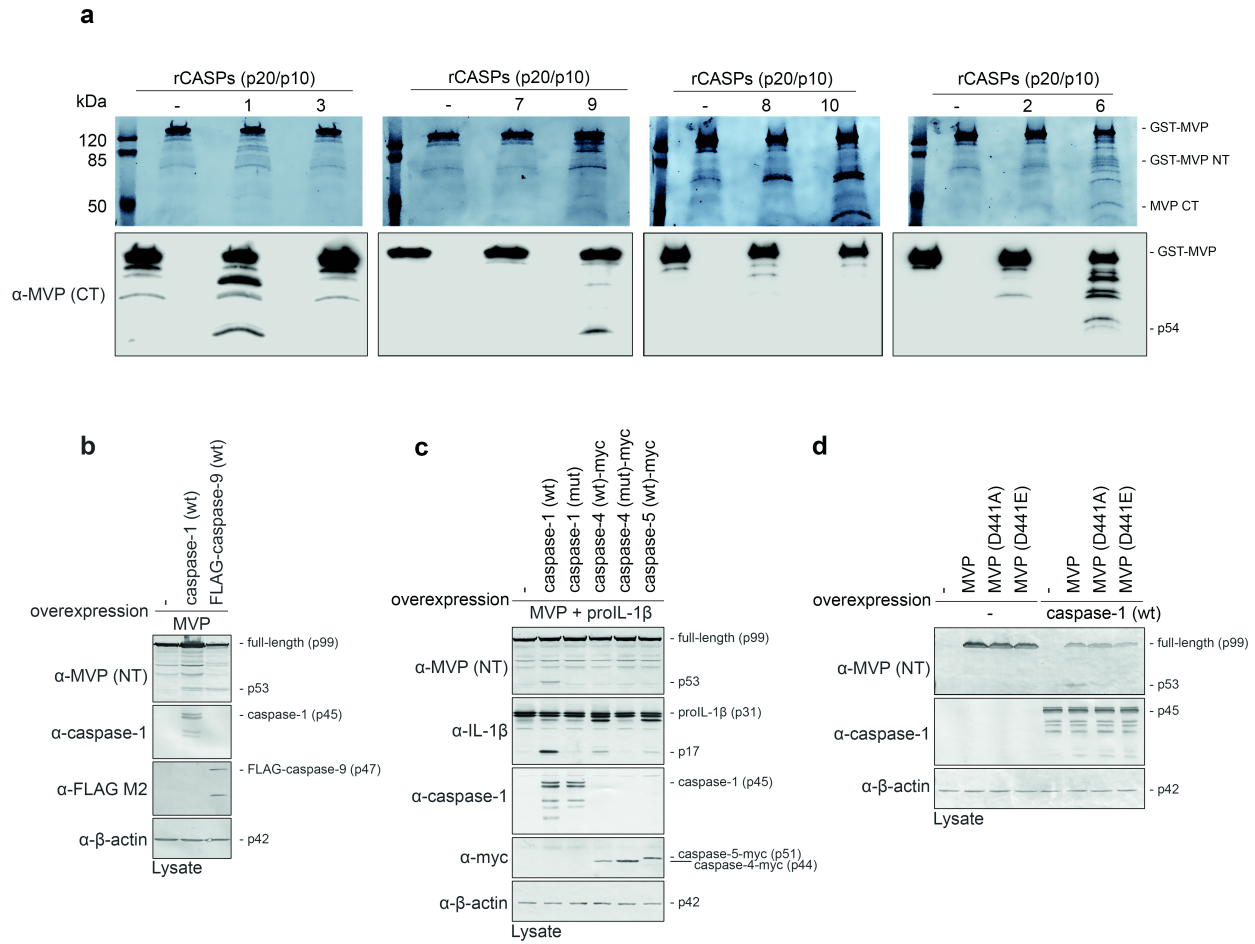 a
rCASPs (p20/p10) rCASPs (p20/p10) rCASPs (p20/p10) rCASPs (p20/p10)
kDa - 1 3 - 7 9 - 8 10 - 2 6
120
85
50
- GST-MVP
- GST-MVP NT
- MVP CT
α-MVP (CT)
- GST-MVP
- p54
b
overexpression
-
caspase-1 (wt)
FLAG-caspase-9 (wt)
MVP
α-MVP (NT)
- full-length (p99)
- p53
α-caspase-1
- caspase-1 (p45)
α-FLAG M2
- FLAG-caspase-9 (p47)
α-β-actin
- p42
Lysate
c
overexpression
-
caspase-1 (wt)
caspase-1 (mut)
caspase-4 (wt)-myc
caspase-4 (mut)-myc
caspase-5 (wt)-myc
MVP + proIL-1β
α-MVP (NT)
- full-length (p99)
- p53
α-IL-1β
- proIL-1β (p31)
- p17
α-caspase-1
- caspase-1 (p45)
α-myc
- caspase-5-myc (p51)
caspase-4-myc (p44)
α-β-actin
- p42
Lysate
d
overexpression
-
MVP
MVP (D441A)
MVP (D441E)
-
MVP
MVP (D441A)
MVP (D441E)
- caspase-1 (wt)
α-MVP (NT)
- full-length (p99)
- p53
α-caspase-1
- p45
α-β-actin
- p42
Lysate